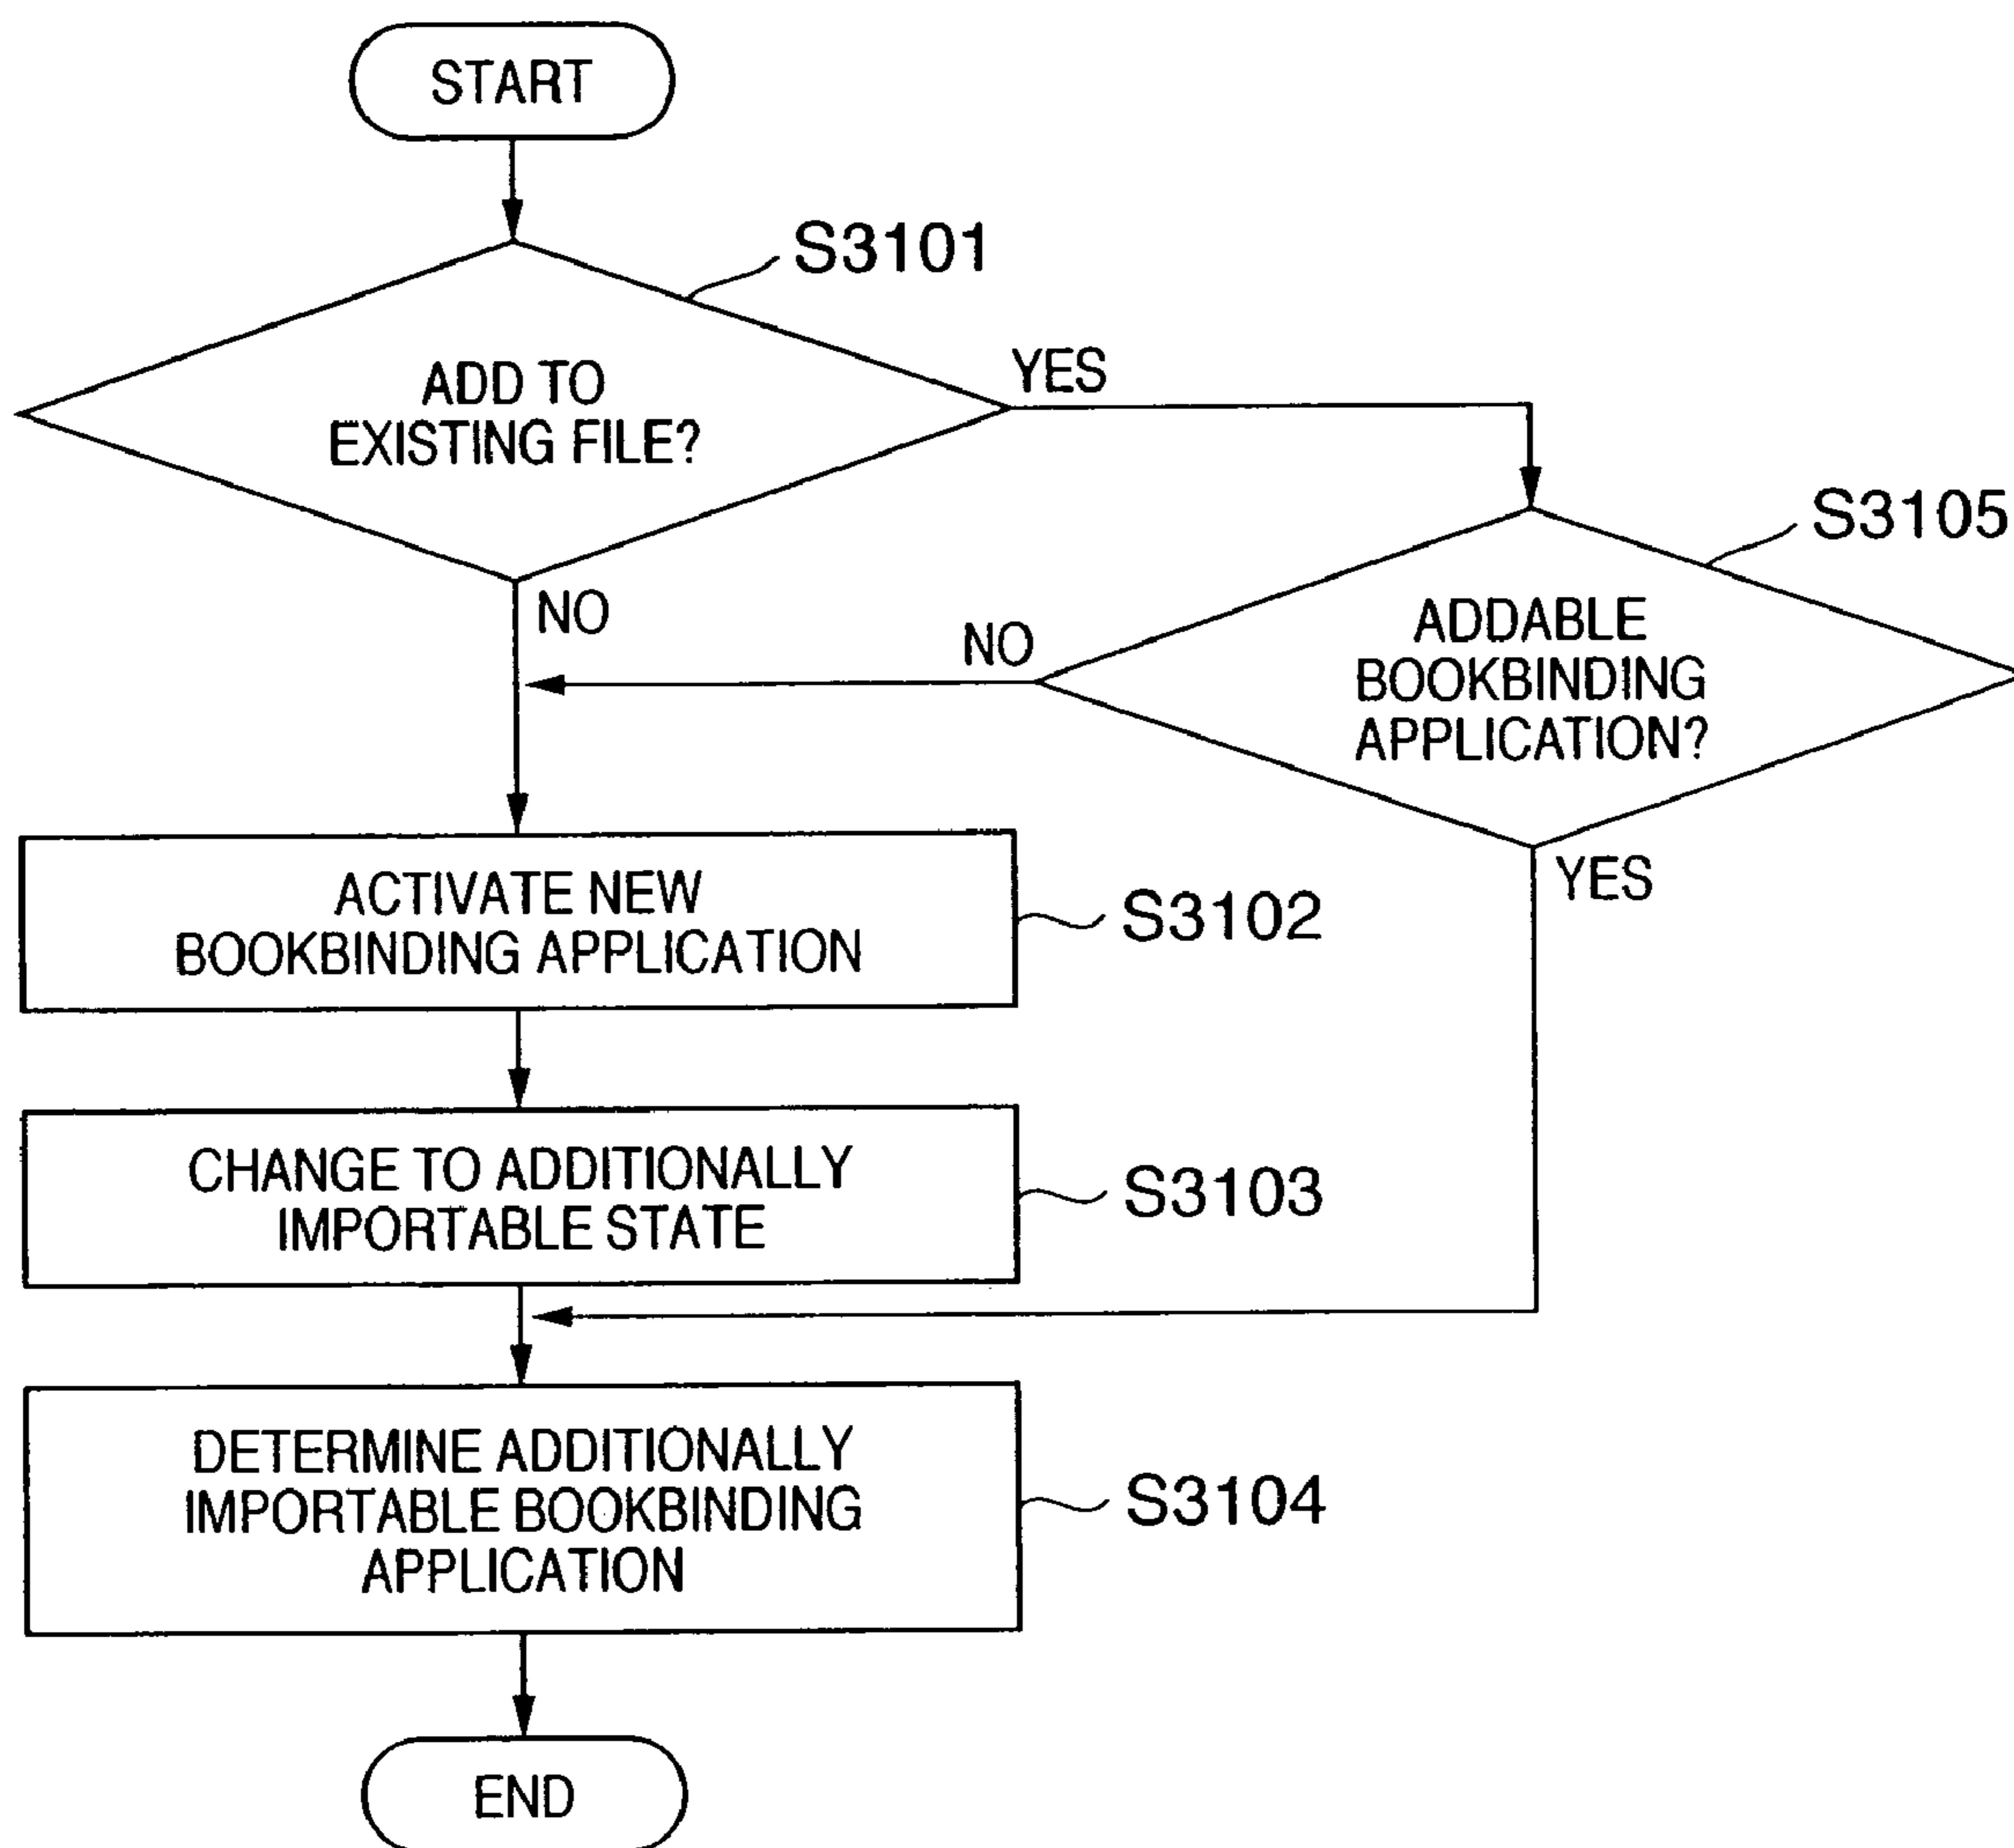 START
S3101
ADD TO
EXISTING FILE?
YES
NO
S3105
ADDABLE
BOOKBINDING
APPLICATION?
NO
YES
ACTIVATE NEW
BOOKBINDING APPLICATION
S3102
CHANGE TO ADDITIONALLY
IMPORTABLE STATE
S3103
DETERMINE ADDITIONALLY
IMPORTABLE BOOKBINDING
APPLICATION
S3104
END